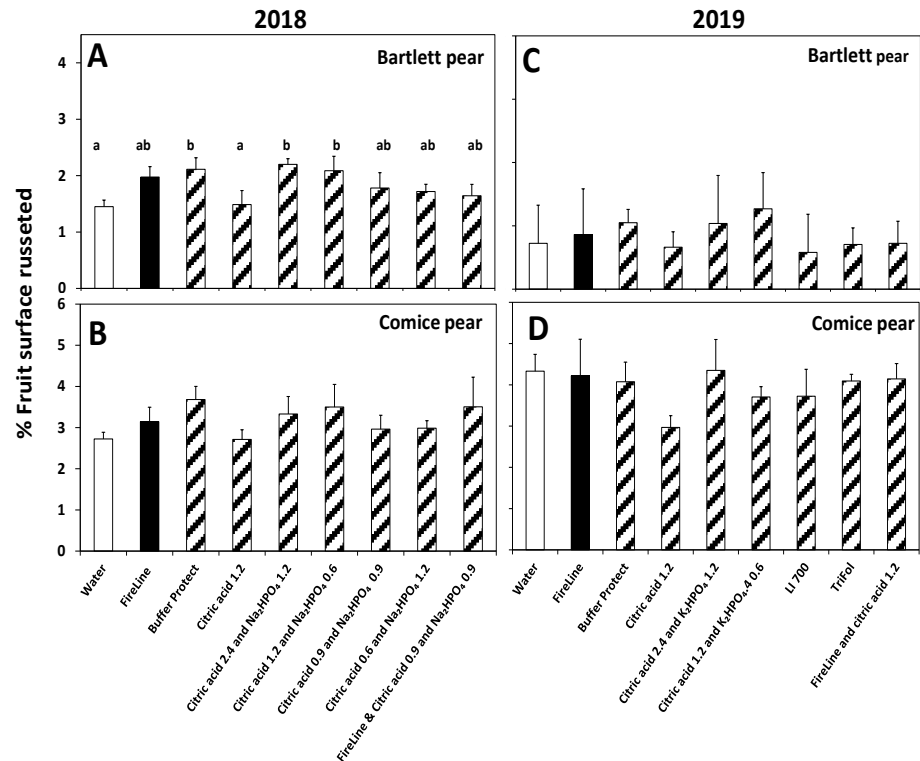 2018
2019
% Fruit surface russeted
A
Bartlett pear
4
3
2
1
0
a
ab
b
a
b
b
ab
ab
ab
C
Bartlett pear
B
Comice pear
6
5
4
3
2
1
0
D
Comice pear
Water
FireLine
Buffer Protect
Citric acid 1.2
Citric acid 2.4 and Na₂HPO₄ 1.2
Citric acid 1.2 and Na₂HPO₄ 0.6
Citric acid 0.9 and Na₂HPO₄ 0.9
Citric acid 0.6 and Na₂HPO₄ 1.2
FireLine & Citric acid 0.9 and Na₂HPO₄ 0.9
Water
FireLine
Buffer Protect
Citric acid 1.2
Citric acid 2.4 and K₂HPO₄ 1.2
Citric acid 1.2 and K₂HPO₄.4 0.6
LI 700
TriFol
FireLine and citric acid 1.2